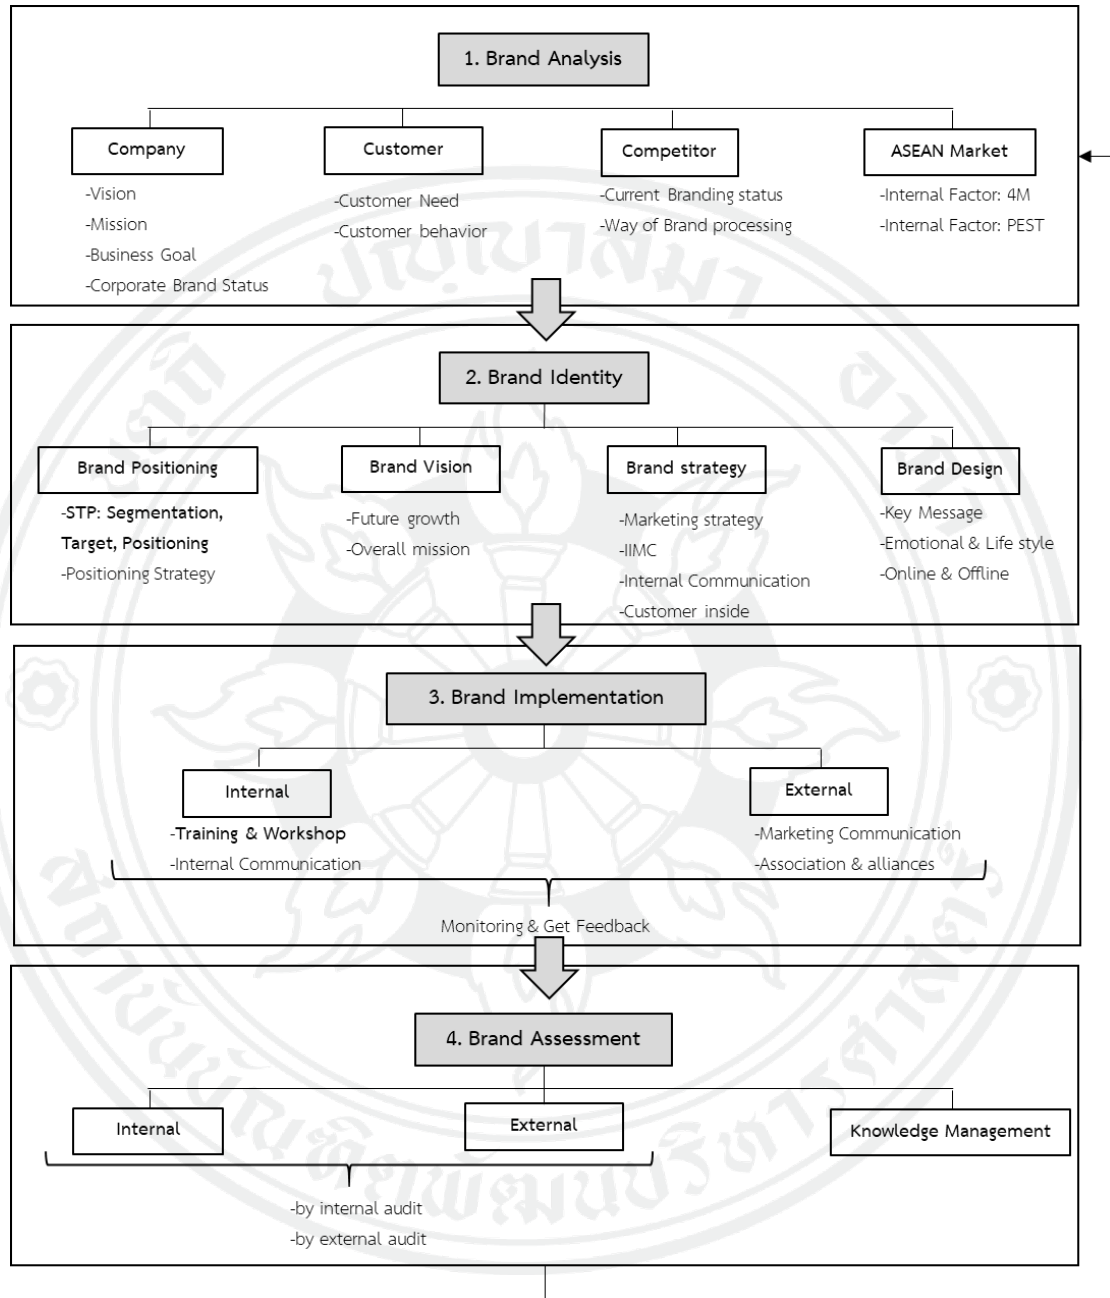 1. Brand Analysis
Company
Customer
Competitor
ASEAN Market
-Vision
-Mission
-Business Goal
-Corporate Brand Status
-Customer Need
-Customer behavior
-Current Branding status
-Way of Brand processing
-Internal Factor: 4M
-Internal Factor: PEST
2. Brand Identity
Brand Positioning
Brand Vision
Brand strategy
Brand Design
-STP: Segmentation,
Target, Positioning
-Positioning Strategy
-Future growth
-Overall mission
-Marketing strategy
-IIMC
-Internal Communication
-Customer inside
-Key Message
-Emotional & Life style
-Online & Offline
3. Brand Implementation
Internal
External
-Training & Workshop
-Internal Communication
-Marketing Communication
-Association & alliances
Monitoring & Get Feedback
4. Brand Assessment
Internal
External
Knowledge Management
-by internal audit
-by external audit